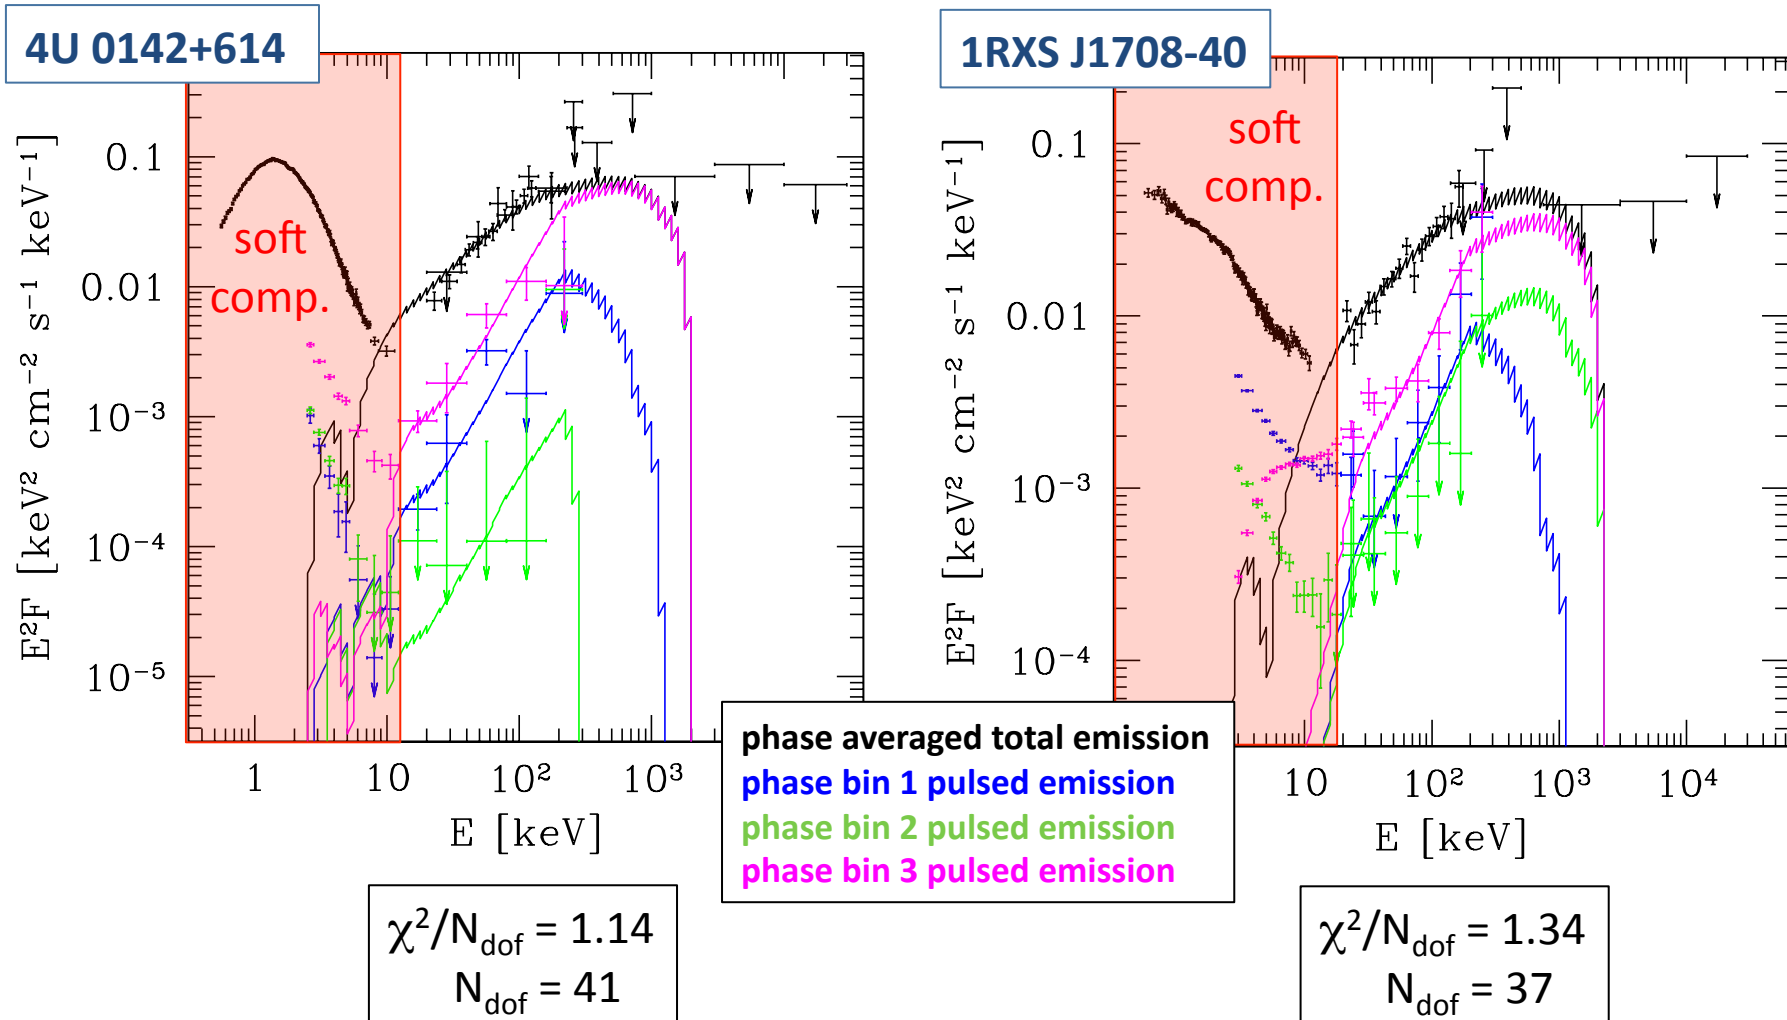 4U 0142+614
1RXS J1708-40
soft
comp.
soft
comp.
E²F [keV² cm⁻² s⁻¹ keV⁻¹]
0.1
0.01
10⁻³
10⁻⁴
10⁻⁵
1 10 10² 10³
E [keV]
E²F [keV² cm⁻² s⁻¹ keV⁻¹]
0.1
0.01
10⁻³
10⁻⁴
10 10² 10³ 10⁴
E [keV]
phase averaged total emission
phase bin 1 pulsed emission
phase bin 2 pulsed emission
phase bin 3 pulsed emission
χ²/N_dof = 1.14
N_dof = 41
χ²/N_dof = 1.34
N_dof = 37